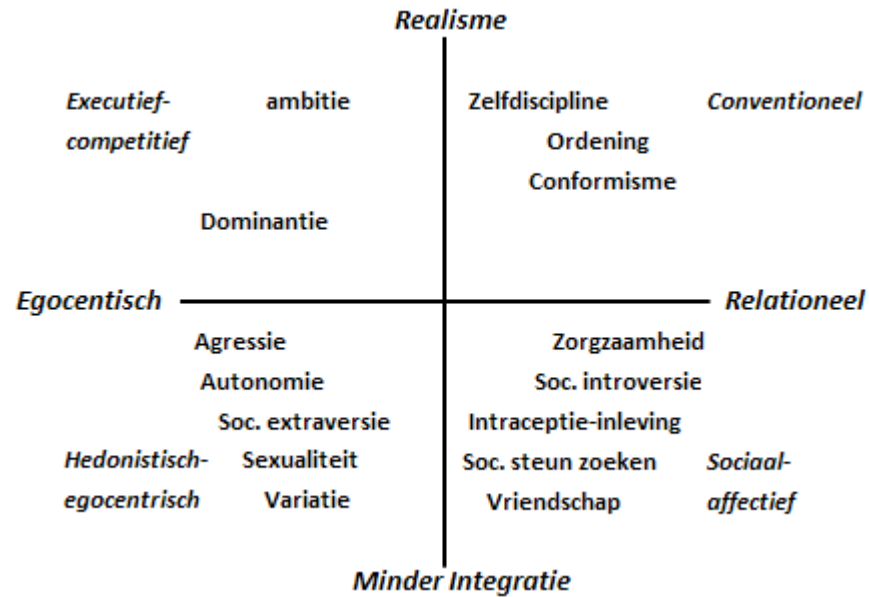 Realisme
Executief- ambitie Zelfdiscipline Conventioneel
competitief Ordening
Conformisme
Dominantie
Egocentisch Relationeel
Agressie Zorgzaamheid
Autonomie Soc. introversie
Soc. extraversie Intraceptie-inleving
Hedonistisch- Sexualiteit Soc. steun zoeken Sociaal-
egocentrisch Variatie Vriendschap affectief
Minder Integratie